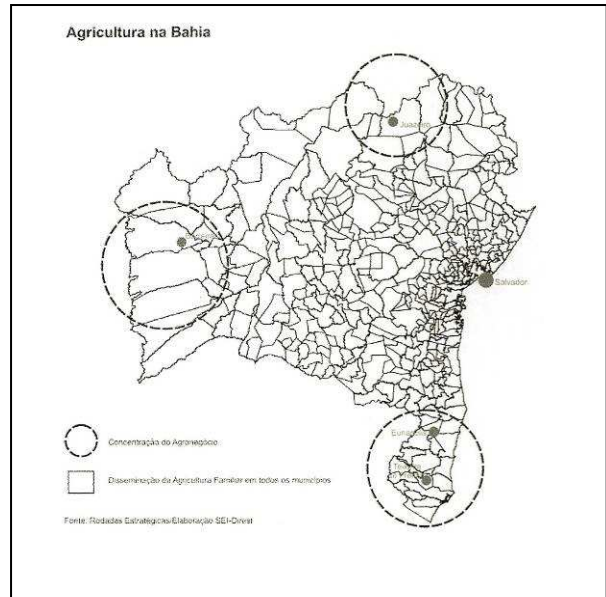 Agricultura na Bahia
Juazeiro
Salvador
Concentração do Agronegócio
Disseminação da Agricultura Familiar em todos os municípios
Fonte: Rodadas Estratégicas/Elaboração SEI-Direst